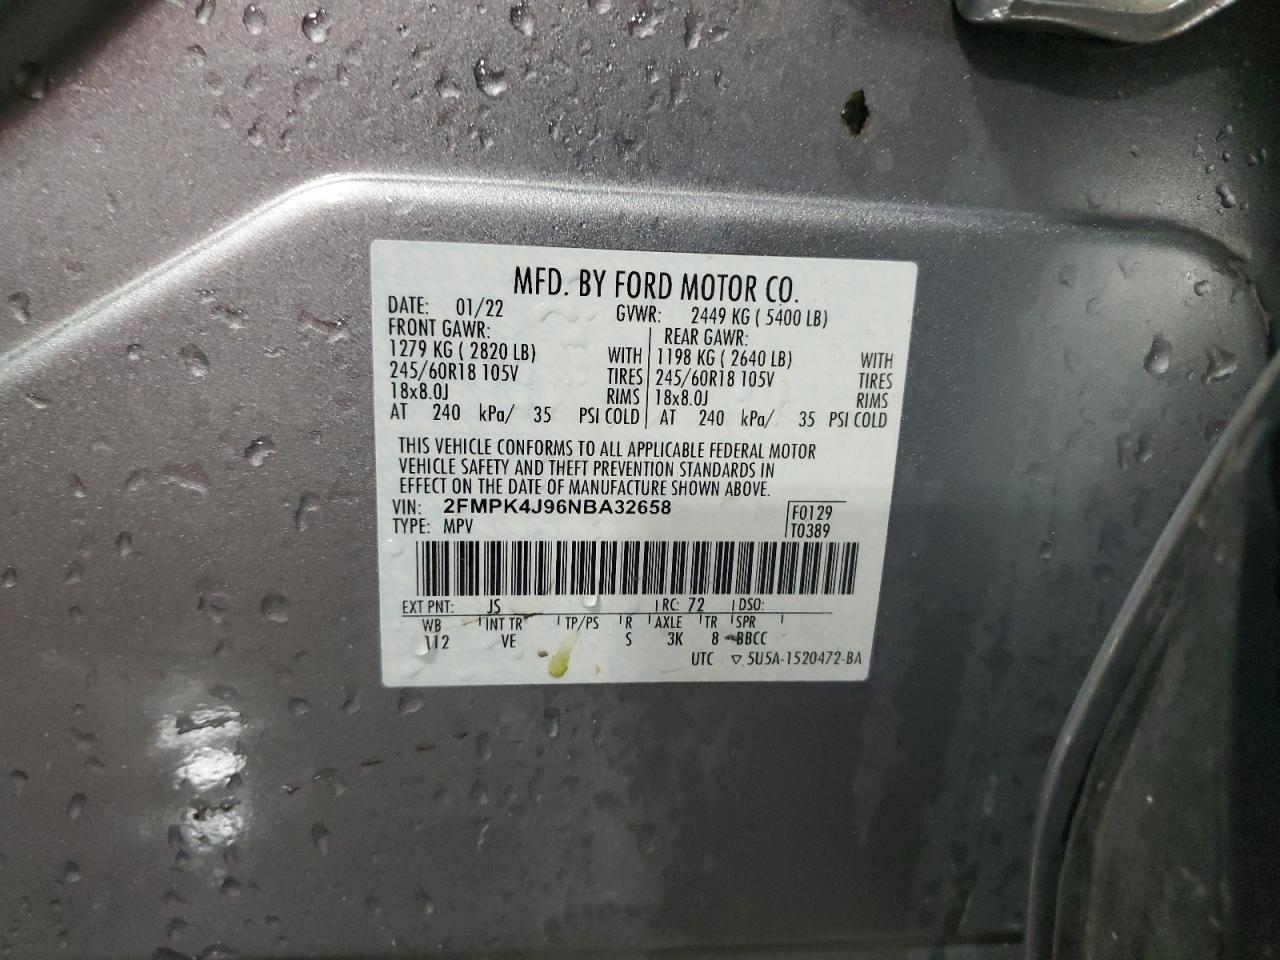 MFD. BY FORD MOTOR CO.
DATE: 01/22 GVWR: 2449 KG ( 5400 LB)
FRONT GAWR: REAR GAWR:
1279 KG ( 2820 LB) WITH 1198 KG ( 2640 LB) WITH
245/60R18 105V TIRES 245/60R18 105V TIRES
18x8.0J RIMS 18x8.0J RIMS
AT 240 kPa/ 35 PSI COLD AT 240 kPa/ 35 PSI COLD
THIS VEHICLE CONFORMS TO ALL APPLICABLE FEDERAL MOTOR
VEHICLE SAFETY AND THEFT PREVENTION STANDARDS IN
EFFECT ON THE DATE OF MANUFACTURE SHOWN ABOVE.
VIN: 2FMPK4J96NBA32658 F0129
TYPE: MPV T0389
EXT PNT: JS RC: 72 DSO:
WB INT TR TP/PS R AXLE TR SPR
112 VE S 3K 8 BBCC
UTC ▽ 5U5A-1520472-BA